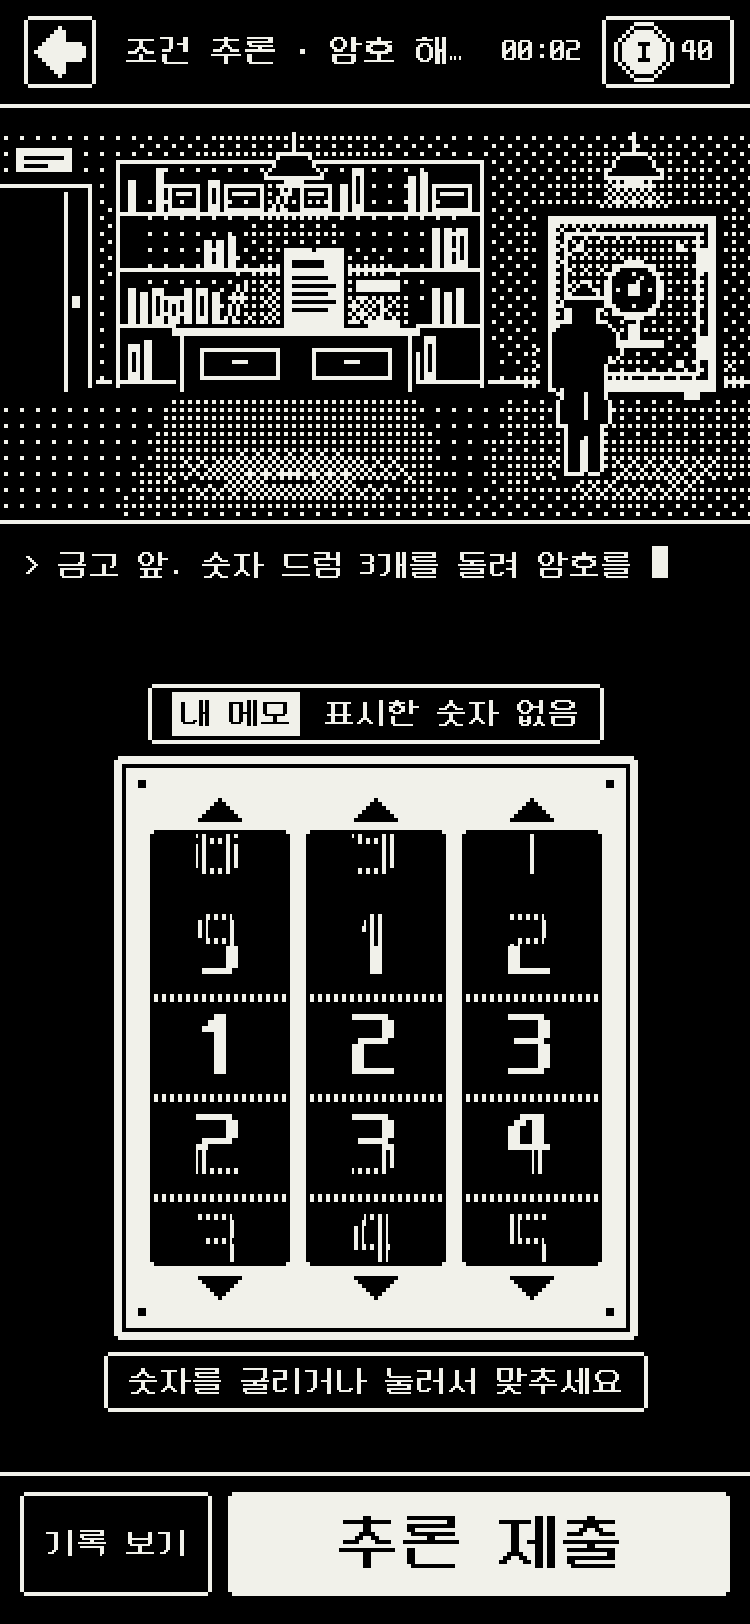 조건 추론 · 암호 해… 00:02 I 40
> 금고 앞. 숫자 드럼 3개를 돌려 암호를
내 메모 표시한 숫자 없음
9 1 2
1 2 3
2 3 4
3 4 5
숫자를 굴리거나 눌러서 맞추세요
기록 보기 추론 제출